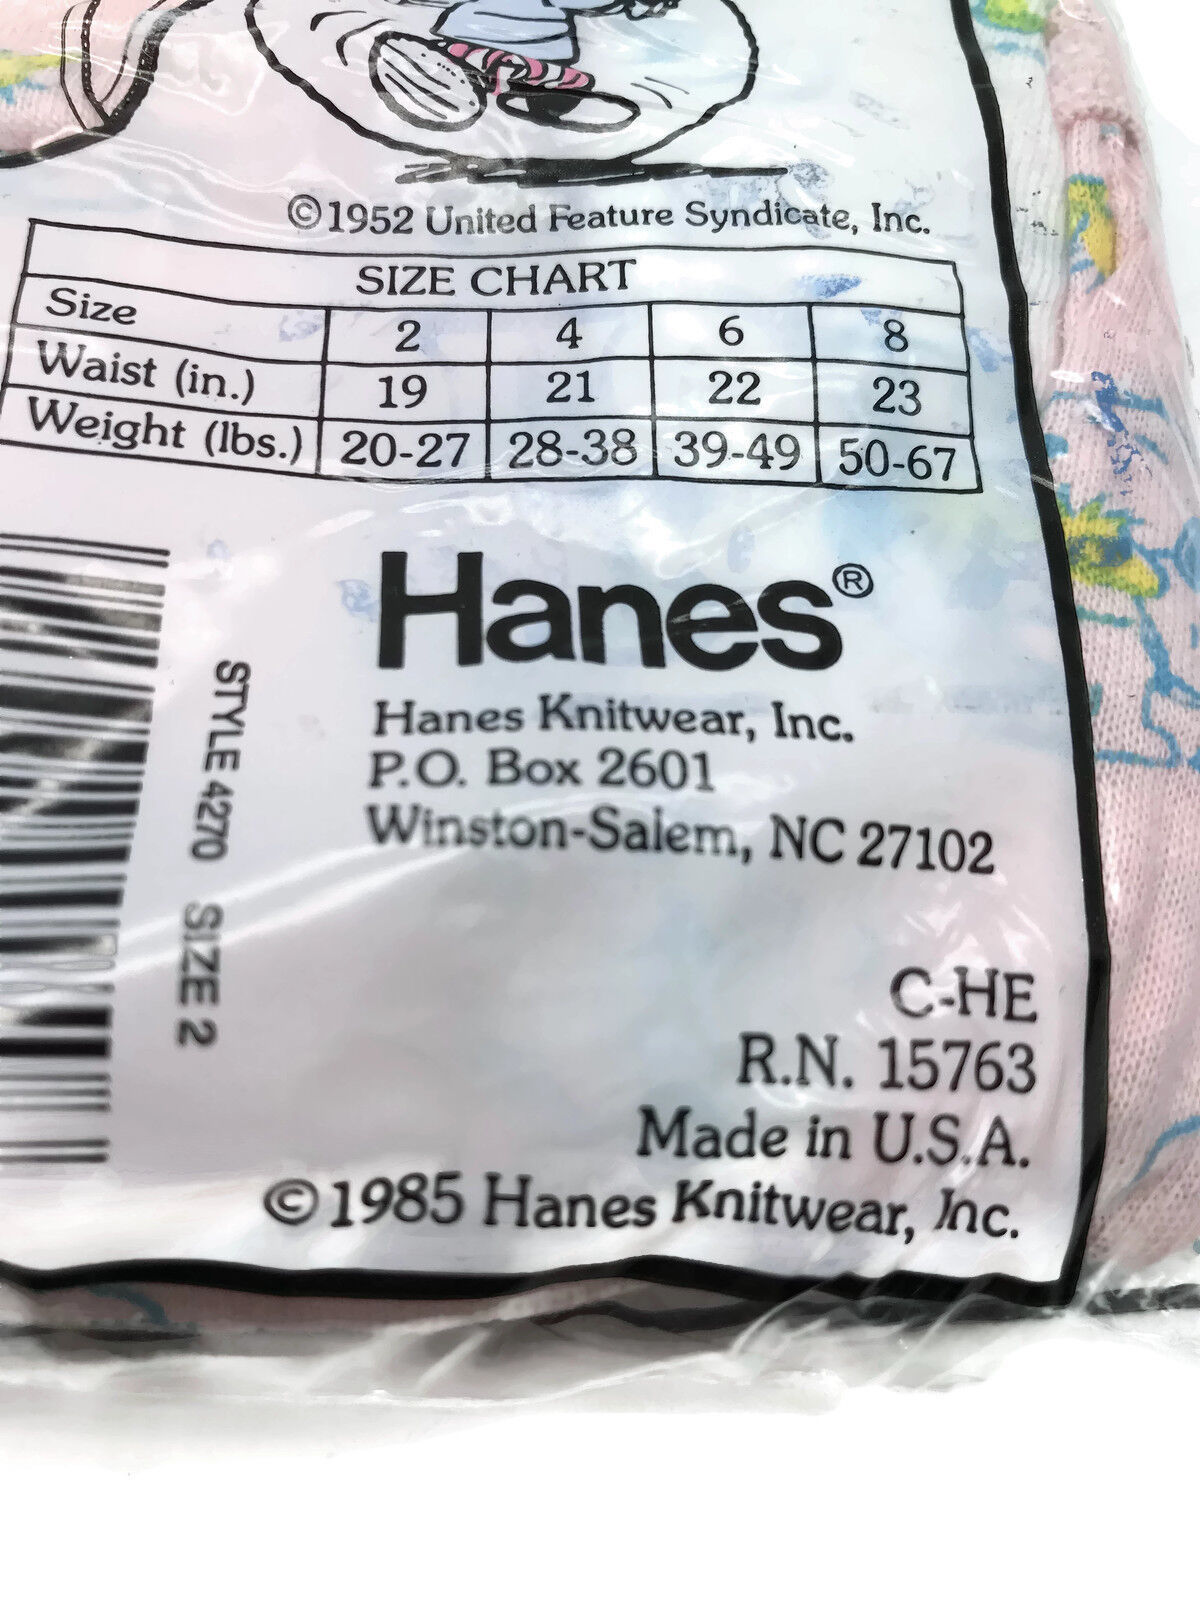 ©1952 United Feature Syndicate, Inc.
SIZE CHART
Size 2 4 6 8
Waist (in.) 19 21 22 23
Weight (lbs.) 20-27 28-38 39-49 50-67
Hanes®
Hanes Knitwear, Inc.
P.O. Box 2601
Winston-Salem, NC 27102
STYLE 4270 SIZE 2
C-HE
R.N. 15763
Made in U.S.A.
©1985 Hanes Knitwear, Inc.